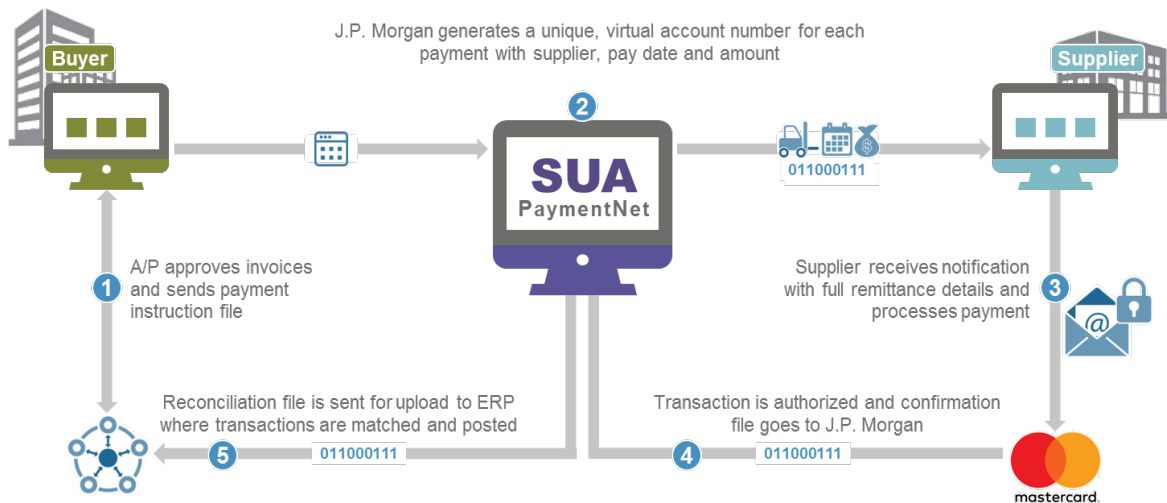 J.P. Morgan generates a unique, virtual account number for each
payment with supplier, pay date and amount
Buyer
Supplier
2
SUA
PaymentNet
$
011000111
1
A/P approves invoices
and sends payment
instruction file
Supplier receives notification
with full remittance details and
processes payment
3
@
Reconciliation file is sent for upload to ERP
where transactions are matched and posted
5
011000111
Transaction is authorized and confirmation
file goes to J.P. Morgan
4
011000111
mastercard.